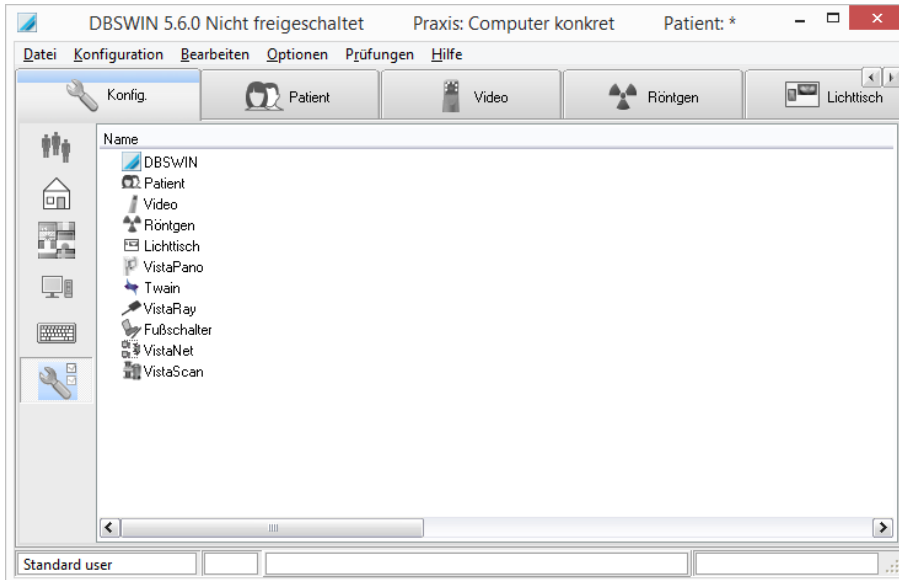 DBSWIN 5.6.0 Nicht freigeschaltet Praxis: Computer konkret Patient: *
Datei Konfiguration Bearbeiten Optionen Prüfungen Hilfe
Konfig. Patient Video Röntgen Lichttisch
Name
DBSWIN
Patient
Video
Röntgen
Lichttisch
VistaPano
Twain
VistaRay
Fußschalter
VistaNet
VistaScan
Standard user